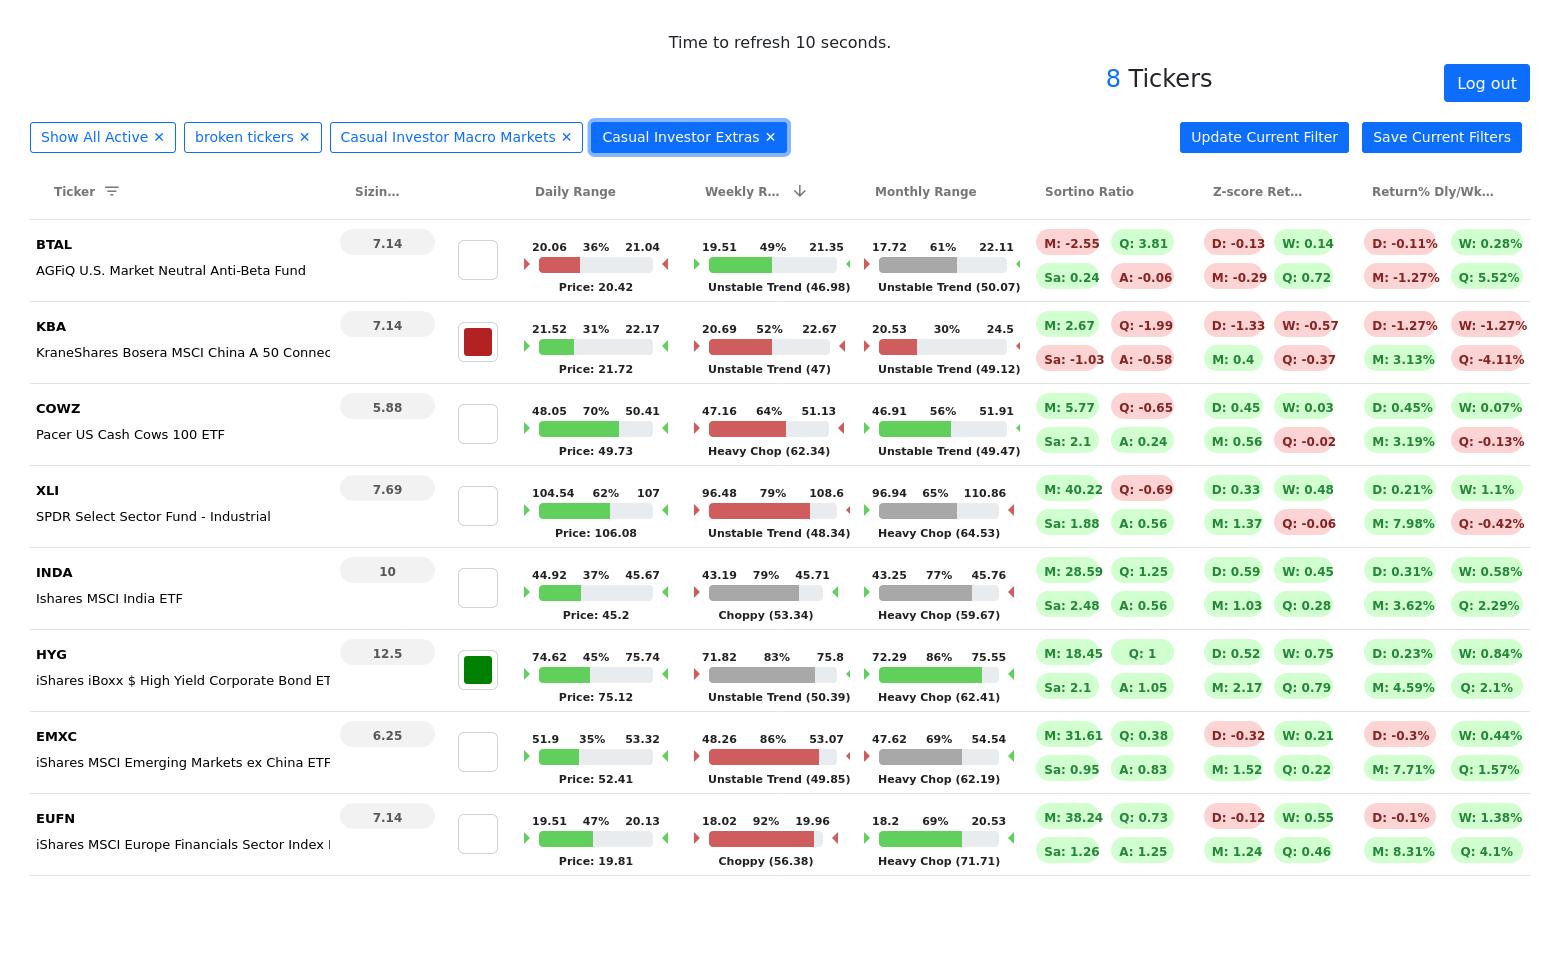 Time to refresh 10 seconds.
8 Tickers
Log out
Show All Active ✕ broken tickers ✕ Casual Investor Macro Markets ✕ Casual Investor Extras ✕ Update Current Filter Save Current Filters
Ticker Sizin... Daily Range Weekly R... Monthly Range Sortino Ratio Z-score Ret... Return% Dly/Wk...
BTAL 7.14 20.06 36% 21.04 19.51 49% 21.35 17.72 61% 22.11 M: -2.55 Q: 3.81 D: -0.13 W: 0.14 D: -0.11% W: 0.28%
AGFiQ U.S. Market Neutral Anti-Beta Fund Sa: 0.24 A: -0.06 M: -0.29 Q: 0.72 M: -1.27% Q: 5.52%
Price: 20.42 Unstable Trend (46.98) Unstable Trend (50.07)
KBA 7.14 21.52 31% 22.17 20.69 52% 22.67 20.53 30% 24.5 M: 2.67 Q: -1.99 D: -1.33 W: -0.57 D: -1.27% W: -1.27%
KraneShares Bosera MSCI China A 50 Connec Sa: -1.03 A: -0.58 M: 0.4 Q: -0.37 M: 3.13% Q: -4.11%
Price: 21.72 Unstable Trend (47) Unstable Trend (49.12)
COWZ 5.88 48.05 70% 50.41 47.16 64% 51.13 46.91 56% 51.91 M: 5.77 Q: -0.65 D: 0.45 W: 0.03 D: 0.45% W: 0.07%
Pacer US Cash Cows 100 ETF Sa: 2.1 A: 0.24 M: 0.56 Q: -0.02 M: 3.19% Q: -0.13%
Price: 49.73 Heavy Chop (62.34) Unstable Trend (49.47)
XLI 7.69 104.54 62% 107 96.48 79% 108.6 96.94 65% 110.86 M: 40.22 Q: -0.69 D: 0.33 W: 0.48 D: 0.21% W: 1.1%
SPDR Select Sector Fund - Industrial Sa: 1.88 A: 0.56 M: 1.37 Q: -0.06 M: 7.98% Q: -0.42%
Price: 106.08 Unstable Trend (48.34) Heavy Chop (64.53)
INDA 10 44.92 37% 45.67 43.19 79% 45.71 43.25 77% 45.76 M: 28.59 Q: 1.25 D: 0.59 W: 0.45 D: 0.31% W: 0.58%
Ishares MSCI India ETF Sa: 2.48 A: 0.56 M: 1.03 Q: 0.28 M: 3.62% Q: 2.29%
Price: 45.2 Choppy (53.34) Heavy Chop (59.67)
HYG 12.5 74.62 45% 75.74 71.82 83% 75.8 72.29 86% 75.55 M: 18.45 Q: 1 D: 0.52 W: 0.75 D: 0.23% W: 0.84%
iShares iBoxx $ High Yield Corporate Bond ET Sa: 2.1 A: 1.05 M: 2.17 Q: 0.79 M: 4.59% Q: 2.1%
Price: 75.12 Unstable Trend (50.39) Heavy Chop (62.41)
EMXC 6.25 51.9 35% 53.32 48.26 86% 53.07 47.62 69% 54.54 M: 31.61 Q: 0.38 D: -0.32 W: 0.21 D: -0.3% W: 0.44%
iShares MSCI Emerging Markets ex China ETF Sa: 0.95 A: 0.83 M: 1.52 Q: 0.22 M: 7.71% Q: 1.57%
Price: 52.41 Unstable Trend (49.85) Heavy Chop (62.19)
EUFN 7.14 19.51 47% 20.13 18.02 92% 19.96 18.2 69% 20.53 M: 38.24 Q: 0.73 D: -0.12 W: 0.55 D: -0.1% W: 1.38%
iShares MSCI Europe Financials Sector Index Sa: 1.26 A: 1.25 M: 1.24 Q: 0.46 M: 8.31% Q: 4.1%
Price: 19.81 Choppy (56.38) Heavy Chop (71.71)